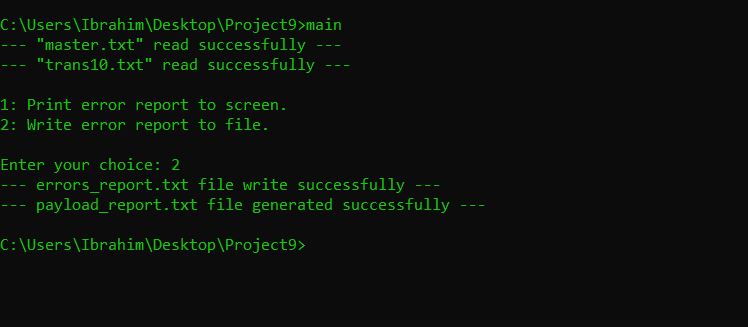 C:\Users\Ibrahim\Desktop\Project9>main
--- "master.txt" read successfully ---
--- "trans10.txt" read successfully ---
1: Print error report to screen.
2: Write error report to file.
Enter your choice: 2
--- errors_report.txt file write successfully ---
--- payload_report.txt file generated successfully ---
C:\Users\Ibrahim\Desktop\Project9>